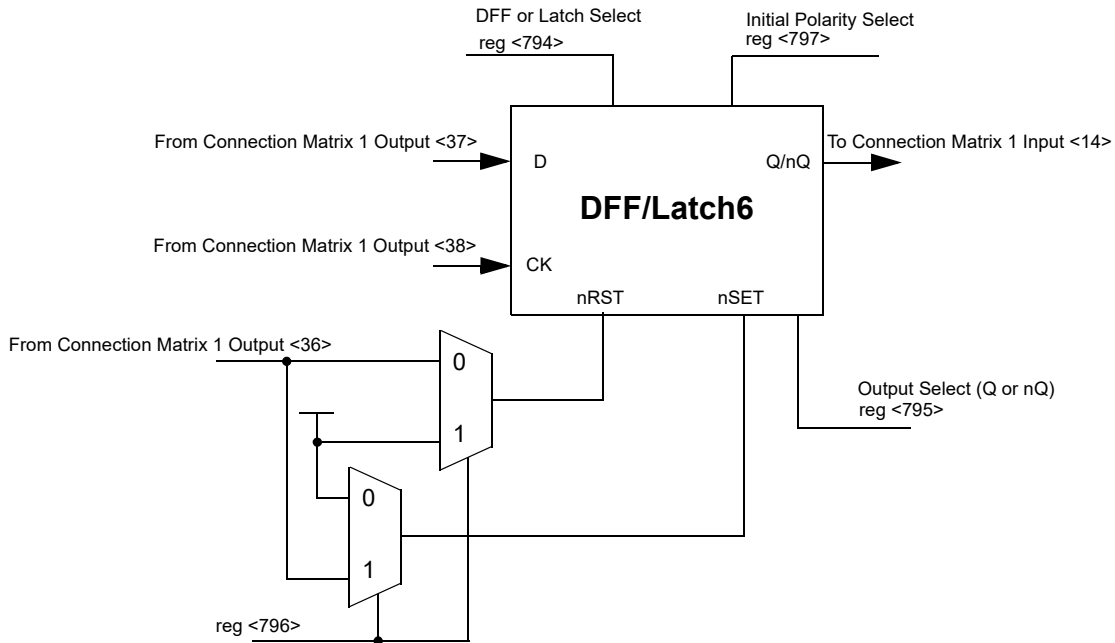 DFF or Latch Select
reg <794>
Initial Polarity Select
reg <797>
From Connection Matrix 1 Output <37>
D
Q/nQ
To Connection Matrix 1 Input <14>
DFF/Latch6
From Connection Matrix 1 Output <38>
CK
nRST
nSET
From Connection Matrix 1 Output <36>
0
1
Output Select (Q or nQ)
reg <795>
0
1
reg <796>